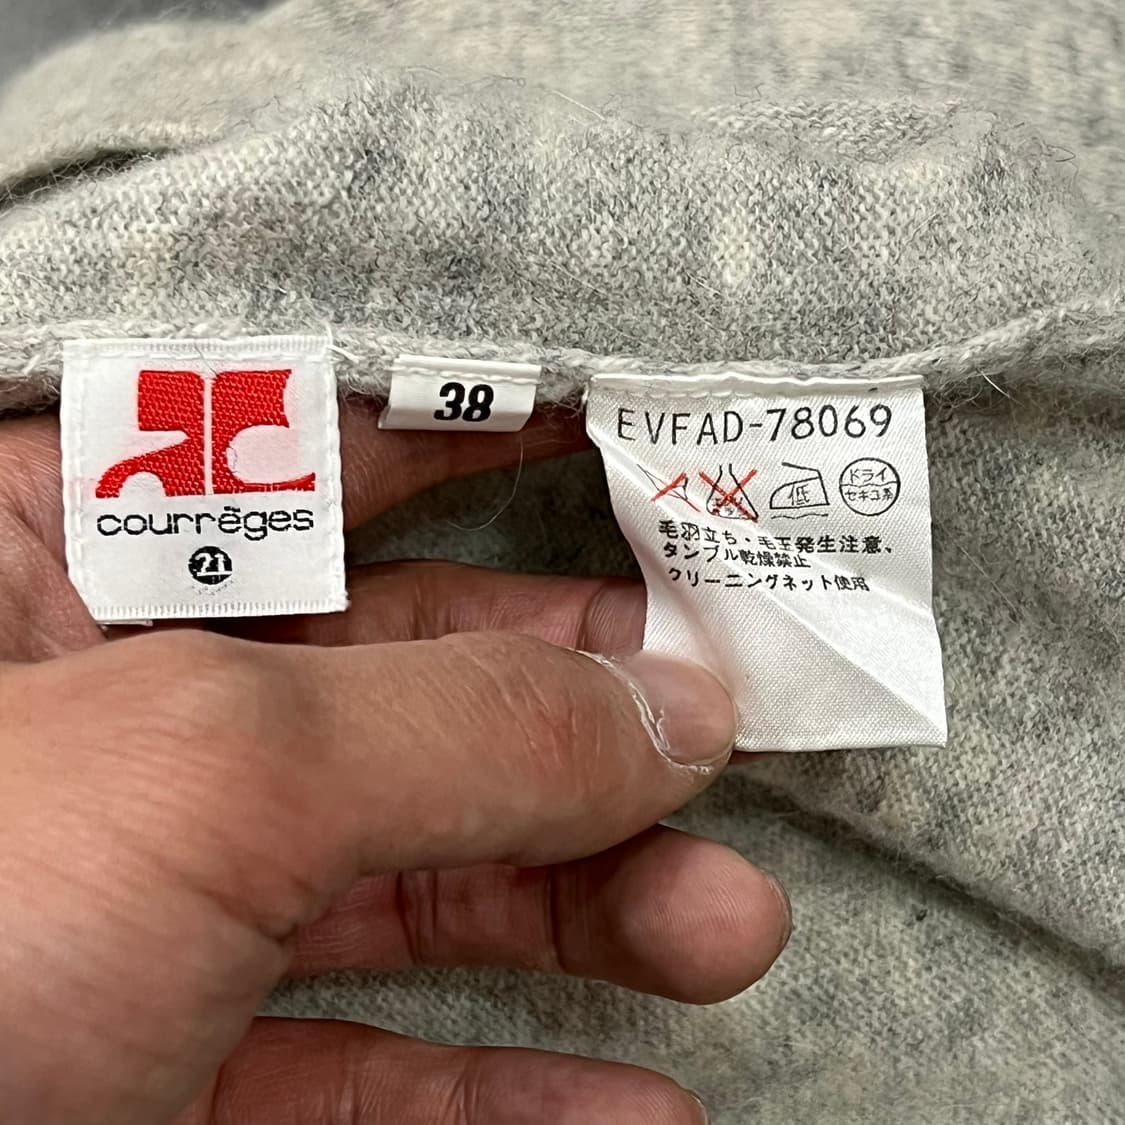 courrèges
21
38
EVFAD-78069
低
ドライ
セキユ系
毛羽立ち・毛玉発生注意、
タンブル乾燥禁止
クリーニングネット使用